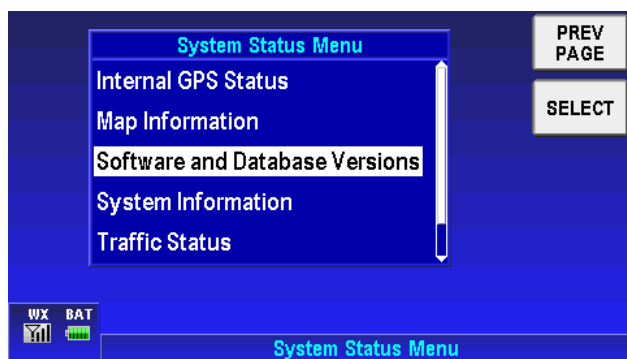 System Status Menu
PREV
PAGE
Internal GPS Status
SELECT
Map Information
Software and Database Versions
System Information
Traffic Status
WX BAT
System Status Menu